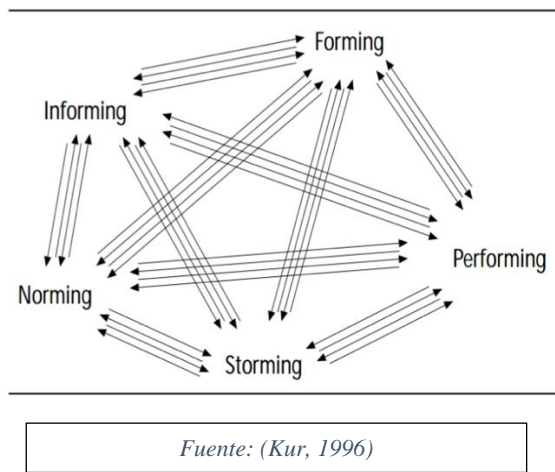 Forming
Informing
Performing
Norming
Storming
Fuente: (Kur, 1996)